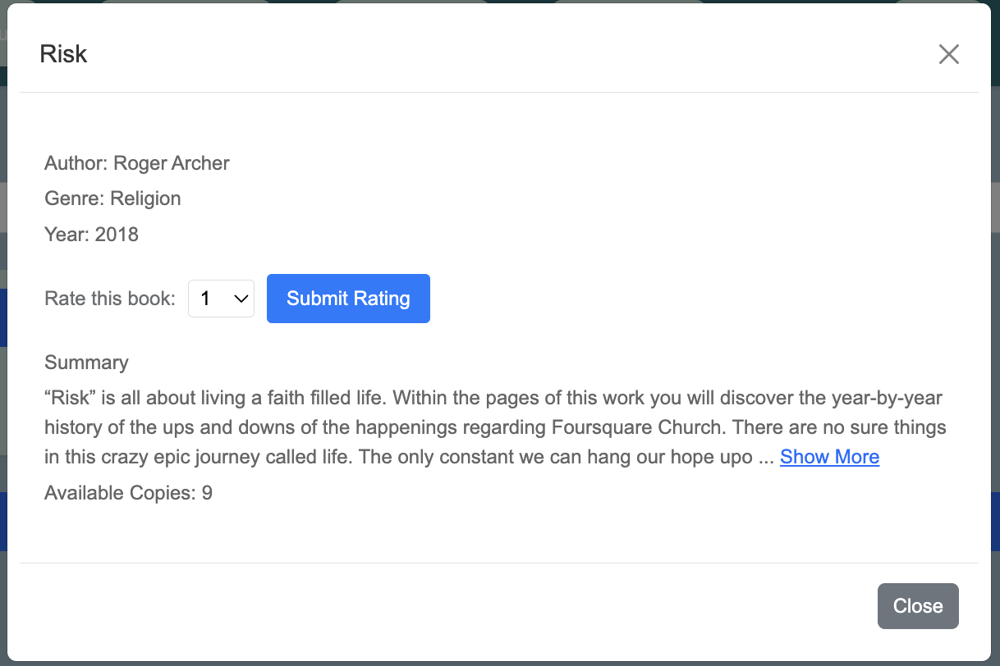 Risk
Author: Roger Archer
Genre: Religion
Year: 2018
Rate this book: 1 Submit Rating
Summary
“Risk” is all about living a faith filled life. Within the pages of this work you will discover the year-by-year
history of the ups and downs of the happenings regarding Foursquare Church. There are no sure things
in this crazy epic journey called life. The only constant we can hang our hope upo ... Show More
Available Copies: 9
Close